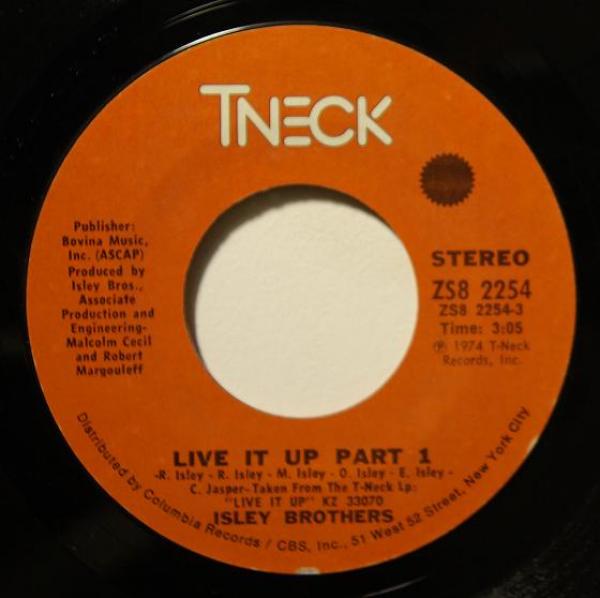 TNECK
Publisher:
Bovina Music,
Inc. (ASCAP)
Produced by
Isley Bros.,
Associate
Production and
Engineering-
Malcolm Cecil
and Robert
Margouleff
STEREO
ZS8 2254
ZS8 2254-3
Time: 3:05
Ⓟ 1974 T-Neck
Records, Inc.
LIVE IT UP PART 1
-R. Isley - R. Isley - M. Isley - O. Isley - E. Isley -
C. Jasper-Taken From The T-Neck Lp:
"LIVE IT UP" KZ 33070
ISLEY BROTHERS
Distributed by Columbia Records / CBS, Inc., 51 West 52 Street, New York City